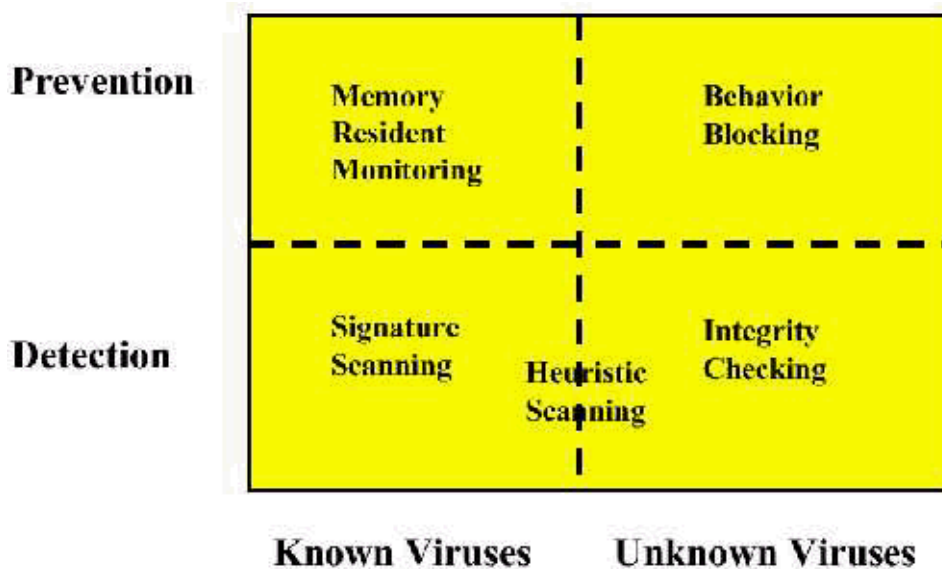 Prevention
Memory
Resident
Monitoring
Behavior
Blocking
Detection
Signature
Scanning
Heuristic
Scanning
Integrity
Checking
Known Viruses
Unknown Viruses